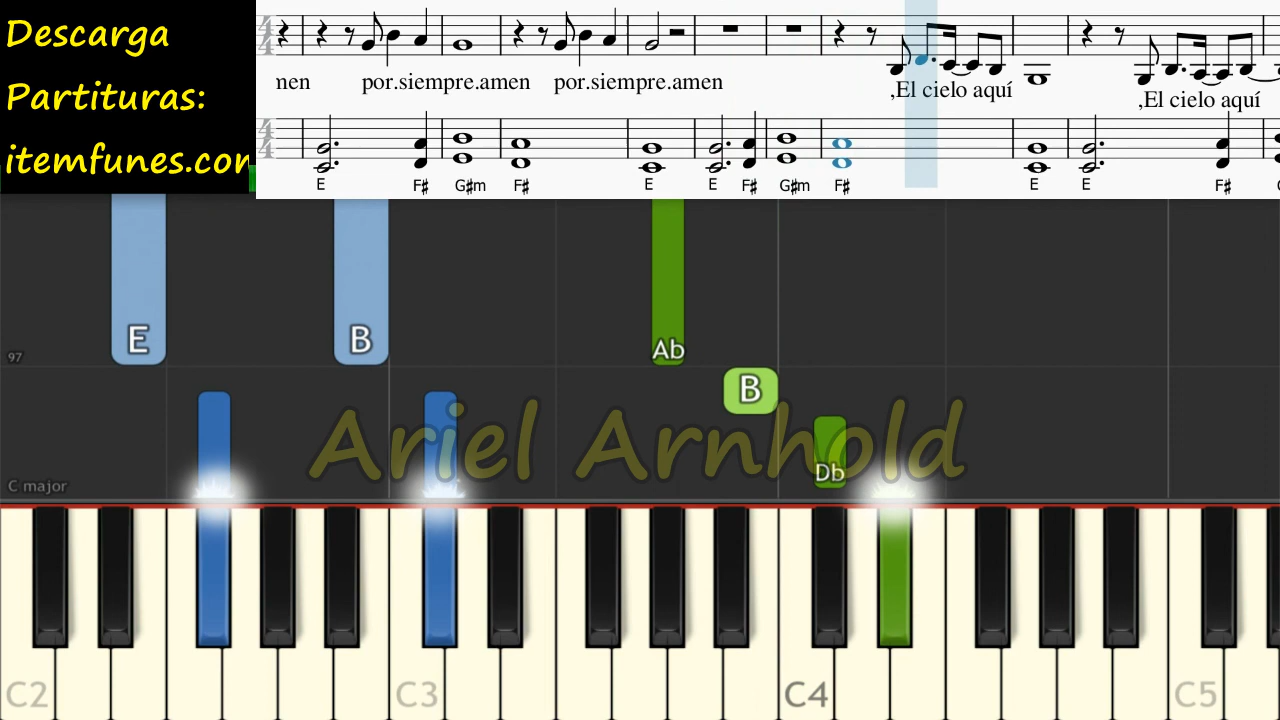 Descarga
Partituras:
itemfunes.com
nen por.siempre.amen por.siempre.amen ,El cielo aquí ,El cielo aquí
E F# G#m F# E E F# G#m F# E E F#
E B Ab
97
B
Ariel Arnhold
Db
C major
C2 C3 C4 C5